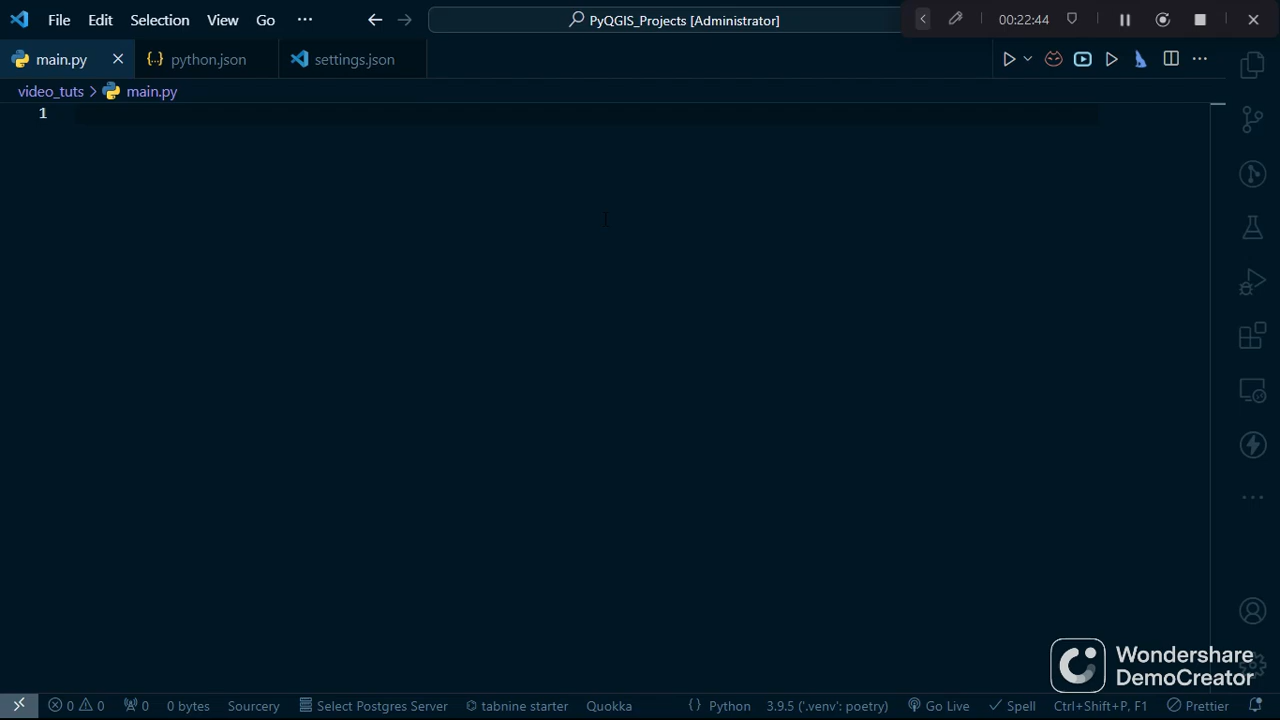 File Edit Selection View Go ··· PyQGIS_Projects [Administrator] 00:22:44
main.py python.json settings.json
video_tuts > main.py
1
Wondershare
DemoCreator
0 0 0 0 bytes Sourcery Select Postgres Server tabnine starter Quokka { } Python 3.9.5 ('.venv': poetry) Go Live Spell Ctrl+Shift+P, F1 Prettier